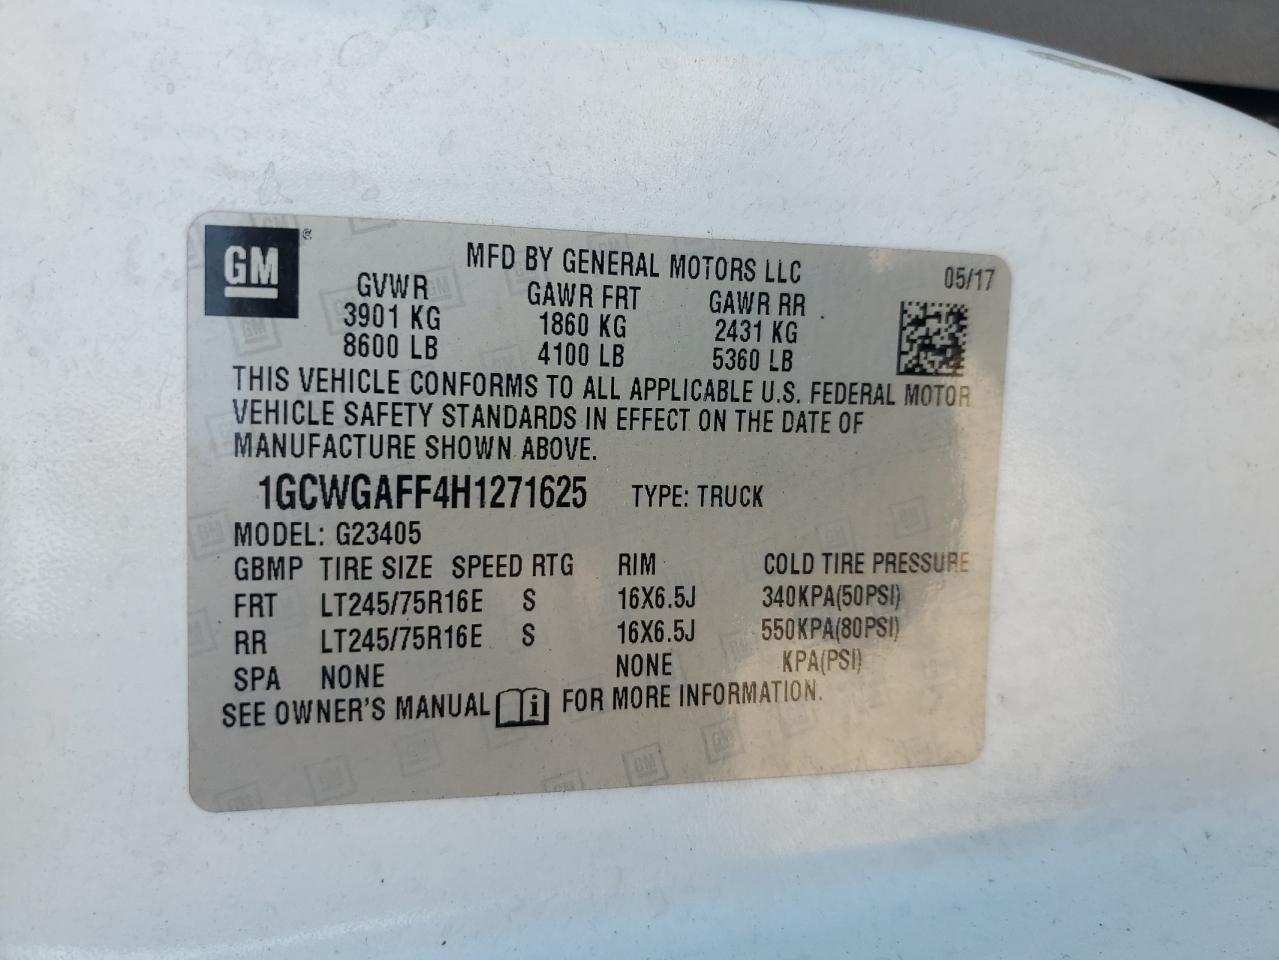 GM ®
MFD BY GENERAL MOTORS LLC 05/17
GVWR GAWR FRT GAWR RR
3901 KG 1860 KG 2431 KG
8600 LB 4100 LB 5360 LB
THIS VEHICLE CONFORMS TO ALL APPLICABLE U.S. FEDERAL MOTOR
VEHICLE SAFETY STANDARDS IN EFFECT ON THE DATE OF
MANUFACTURE SHOWN ABOVE.
1GCWGAFF4H1271625 TYPE: TRUCK
MODEL: G23405
GBMP TIRE SIZE SPEED RTG RIM COLD TIRE PRESSURE
FRT LT245/75R16E S 16X6.5J 340KPA(50PSI)
RR LT245/75R16E S 16X6.5J 550KPA(80PSI)
SPA NONE NONE KPA(PSI)
SEE OWNER'S MANUAL i FOR MORE INFORMATION.